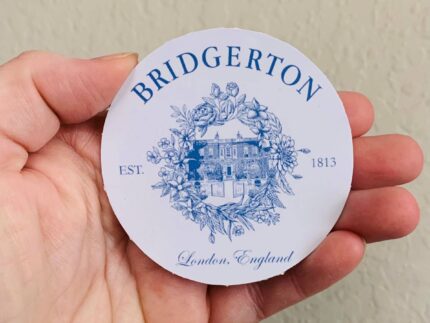 BRIDGERTON
EST. 1813
London, England